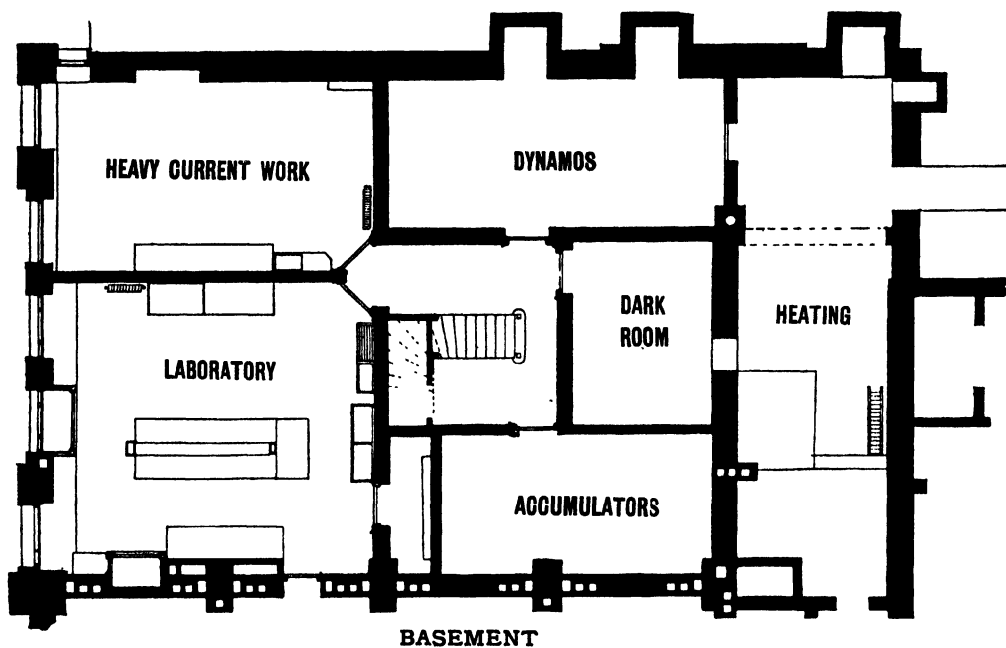 HEAVY CURRENT WORK
DYNAMOS
DARK
ROOM
HEATING
LABORATORY
ACCUMULATORS
BASEMENT